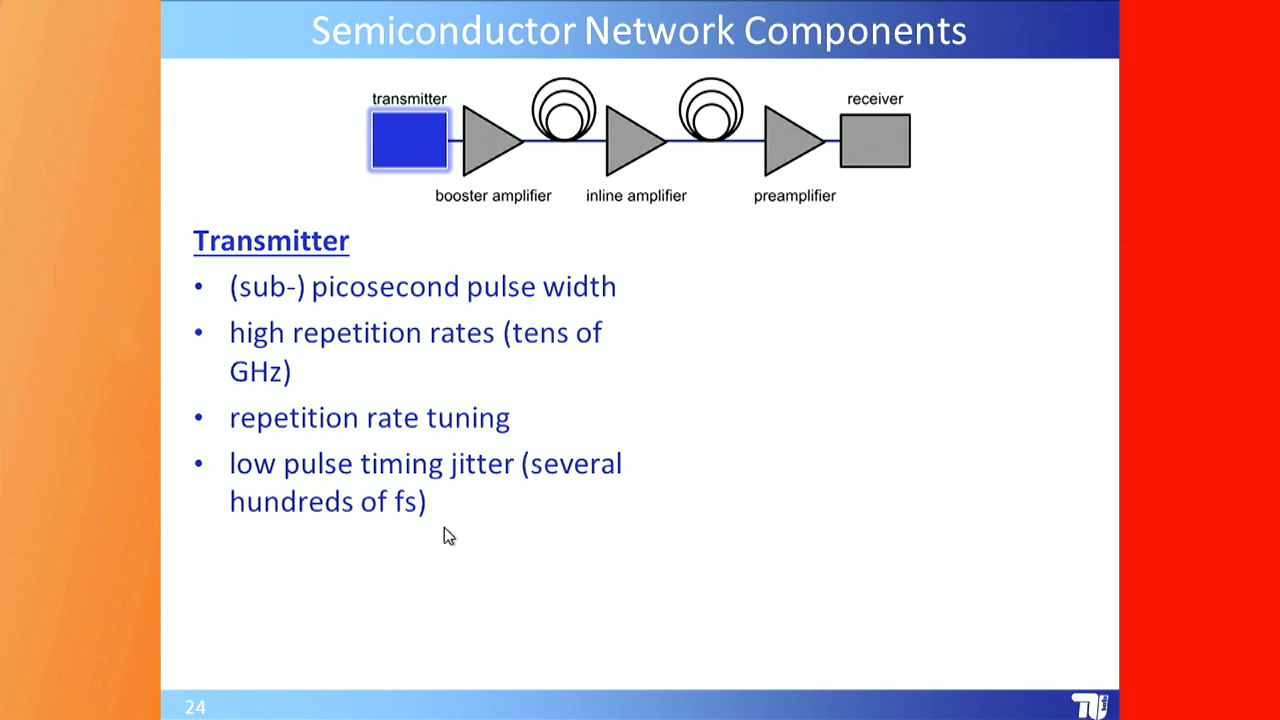 Semiconductor Network Components
transmitter
receiver
booster amplifier
inline amplifier
preamplifier
Transmitter
• (sub-) picosecond pulse width
• high repetition rates (tens of
GHz)
• repetition rate tuning
• low pulse timing jitter (several
hundreds of fs)
24